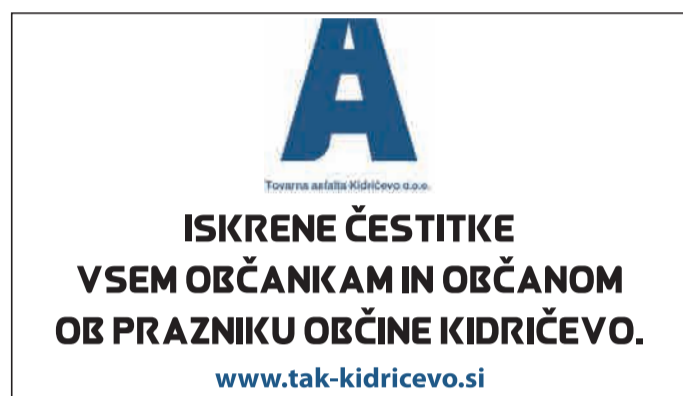 Tovarna asfalta Kidričevo d.o.o.
ISKRENE ČESTITKE
VSEM OBČANKAM IN OBČANOM
OB PRAZNIKU OBČINE KIDRIČEVO.
www.tak-kidricevo.si